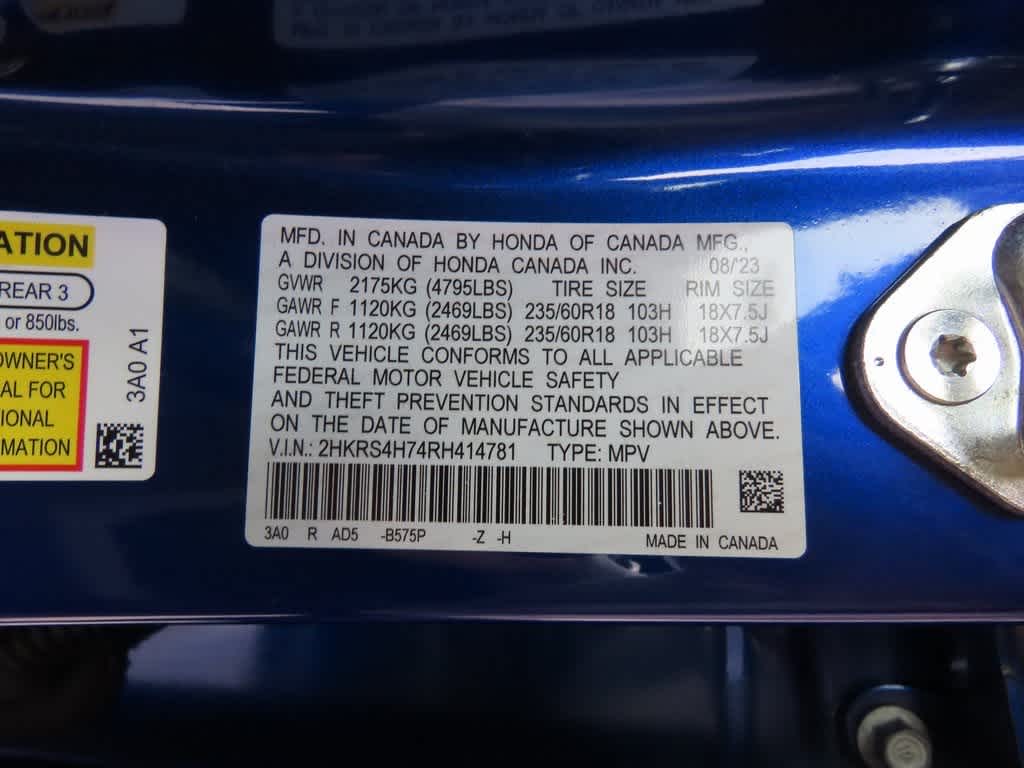 ATION
REAR 3
or 850lbs.
OWNER'S
AL FOR
IONAL
MATION
3A0 A1
MFD. IN CANADA BY HONDA OF CANADA MFG.,
A DIVISION OF HONDA CANADA INC. 08/23
GVWR 2175KG (4795LBS) TIRE SIZE RIM SIZE
GAWR F 1120KG (2469LBS) 235/60R18 103H 18X7.5J
GAWR R 1120KG (2469LBS) 235/60R18 103H 18X7.5J
THIS VEHICLE CONFORMS TO ALL APPLICABLE
FEDERAL MOTOR VEHICLE SAFETY
AND THEFT PREVENTION STANDARDS IN EFFECT
ON THE DATE OF MANUFACTURE SHOWN ABOVE.
V.I.N.: 2HKRS4H74RH414781 TYPE: MPV
3A0 R AD5 -B575P -Z -H
MADE IN CANADA